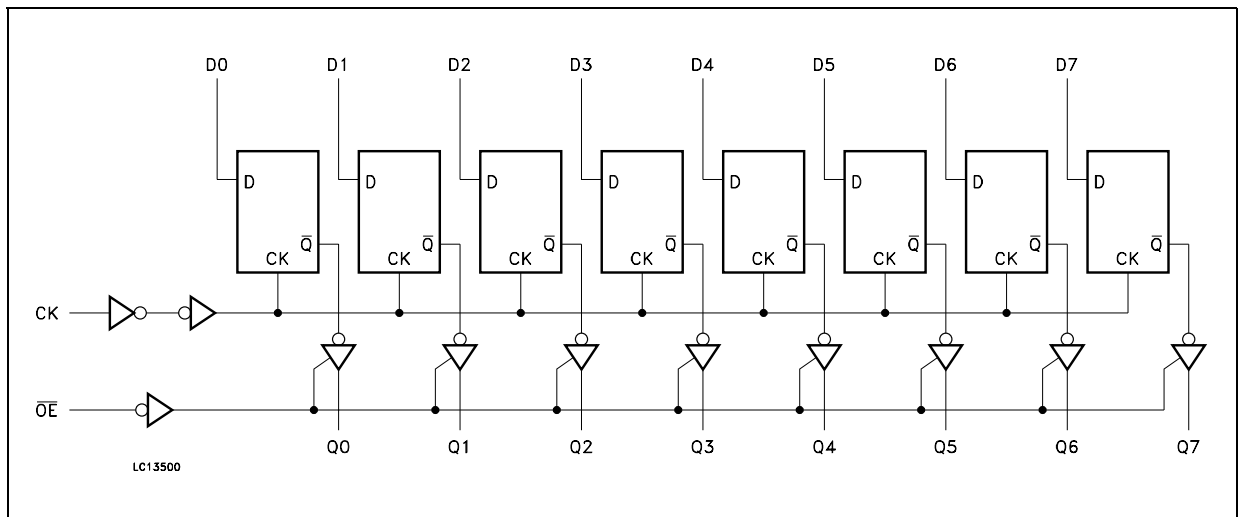 D0 D1 D2 D3 D4 D5 D6 D7
D D D D D D D D
Q̅ Q̅ Q̅ Q̅ Q̅ Q̅ Q̅ Q̅
CK CK CK CK CK CK CK CK
CK
O̅E̅
Q0 Q1 Q2 Q3 Q4 Q5 Q6 Q7
LC13500